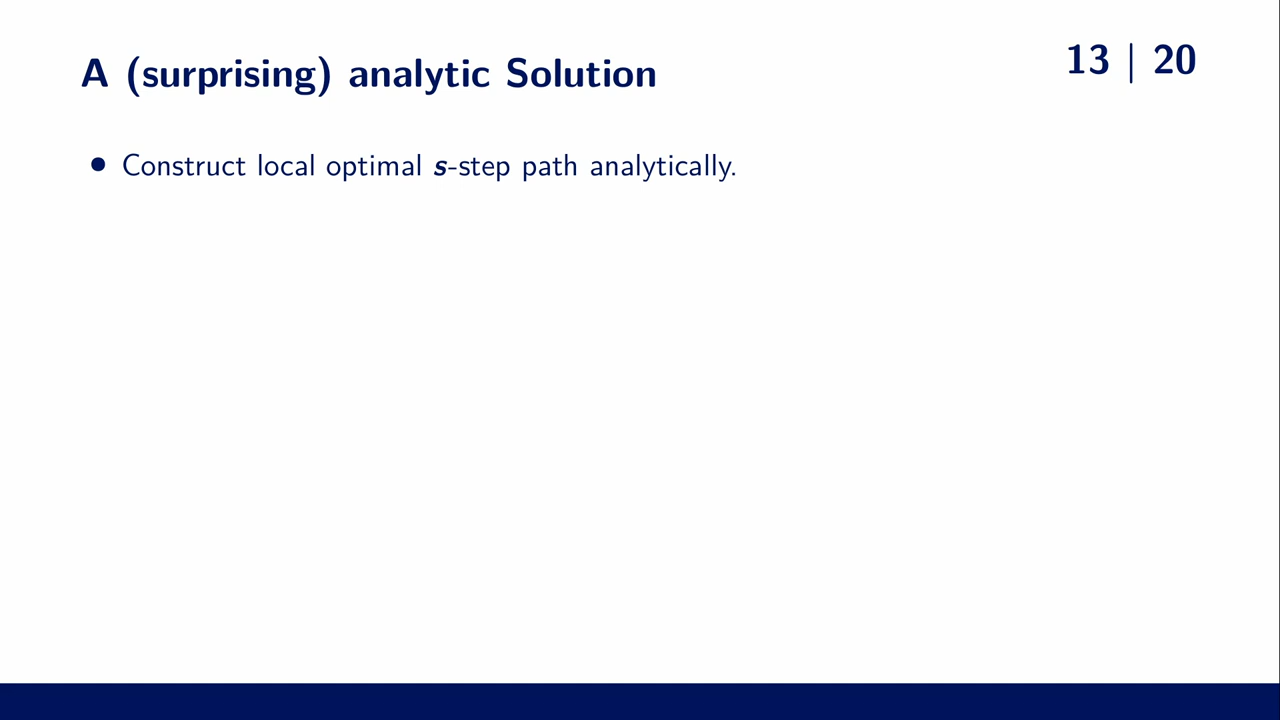 A (surprising) analytic Solution
13 | 20
• Construct local optimal s-step path analytically.